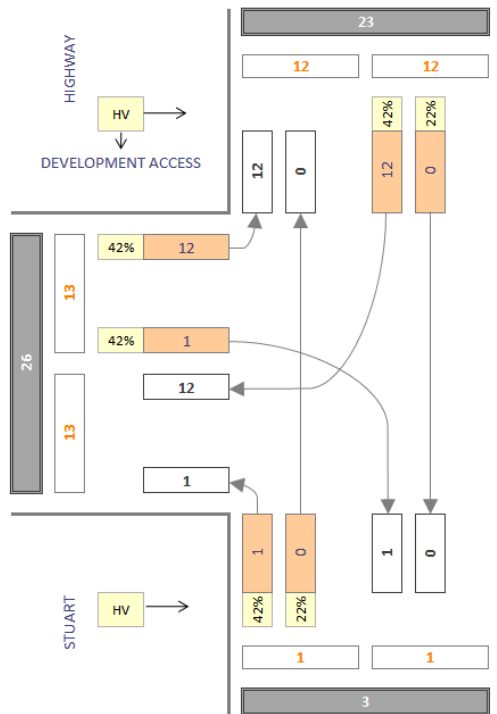 23
12 12
HIGHWAY
HV
42% 22%
DEVELOPMENT ACCESS
12 0 12 0
42% 12
13
42% 1
26
12
13
1
1 0 1 0
STUART
HV
42% 22%
1 1
3